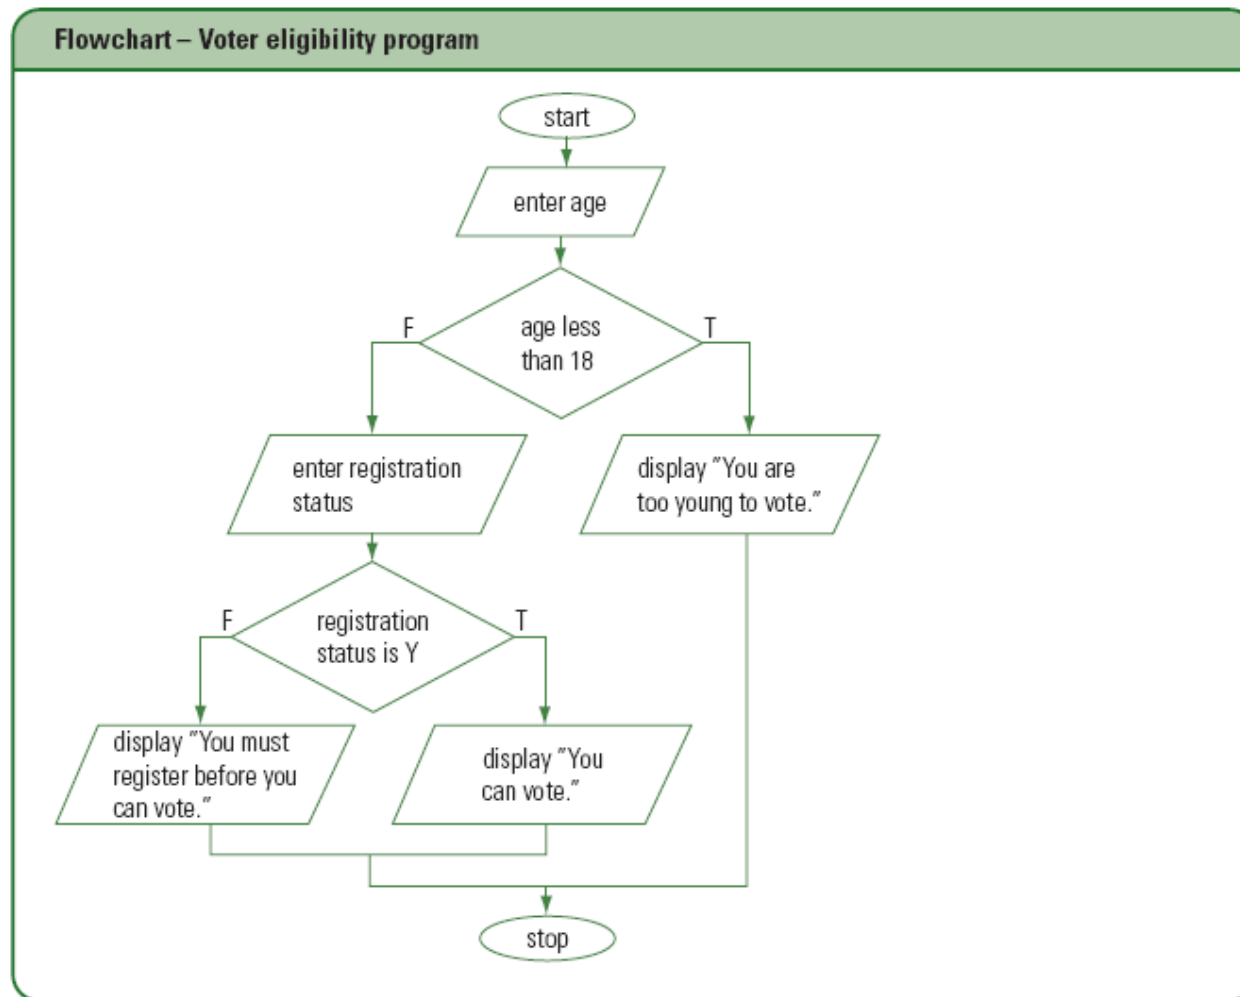 Flowchart – Voter eligibility program
start
enter age
F
age less
than 18
T
enter registration
status
display ″You are
too young to vote.″
F
registration
status is Y
T
display ″You must
register before you
can vote.″
display ″You
can vote.″
stop